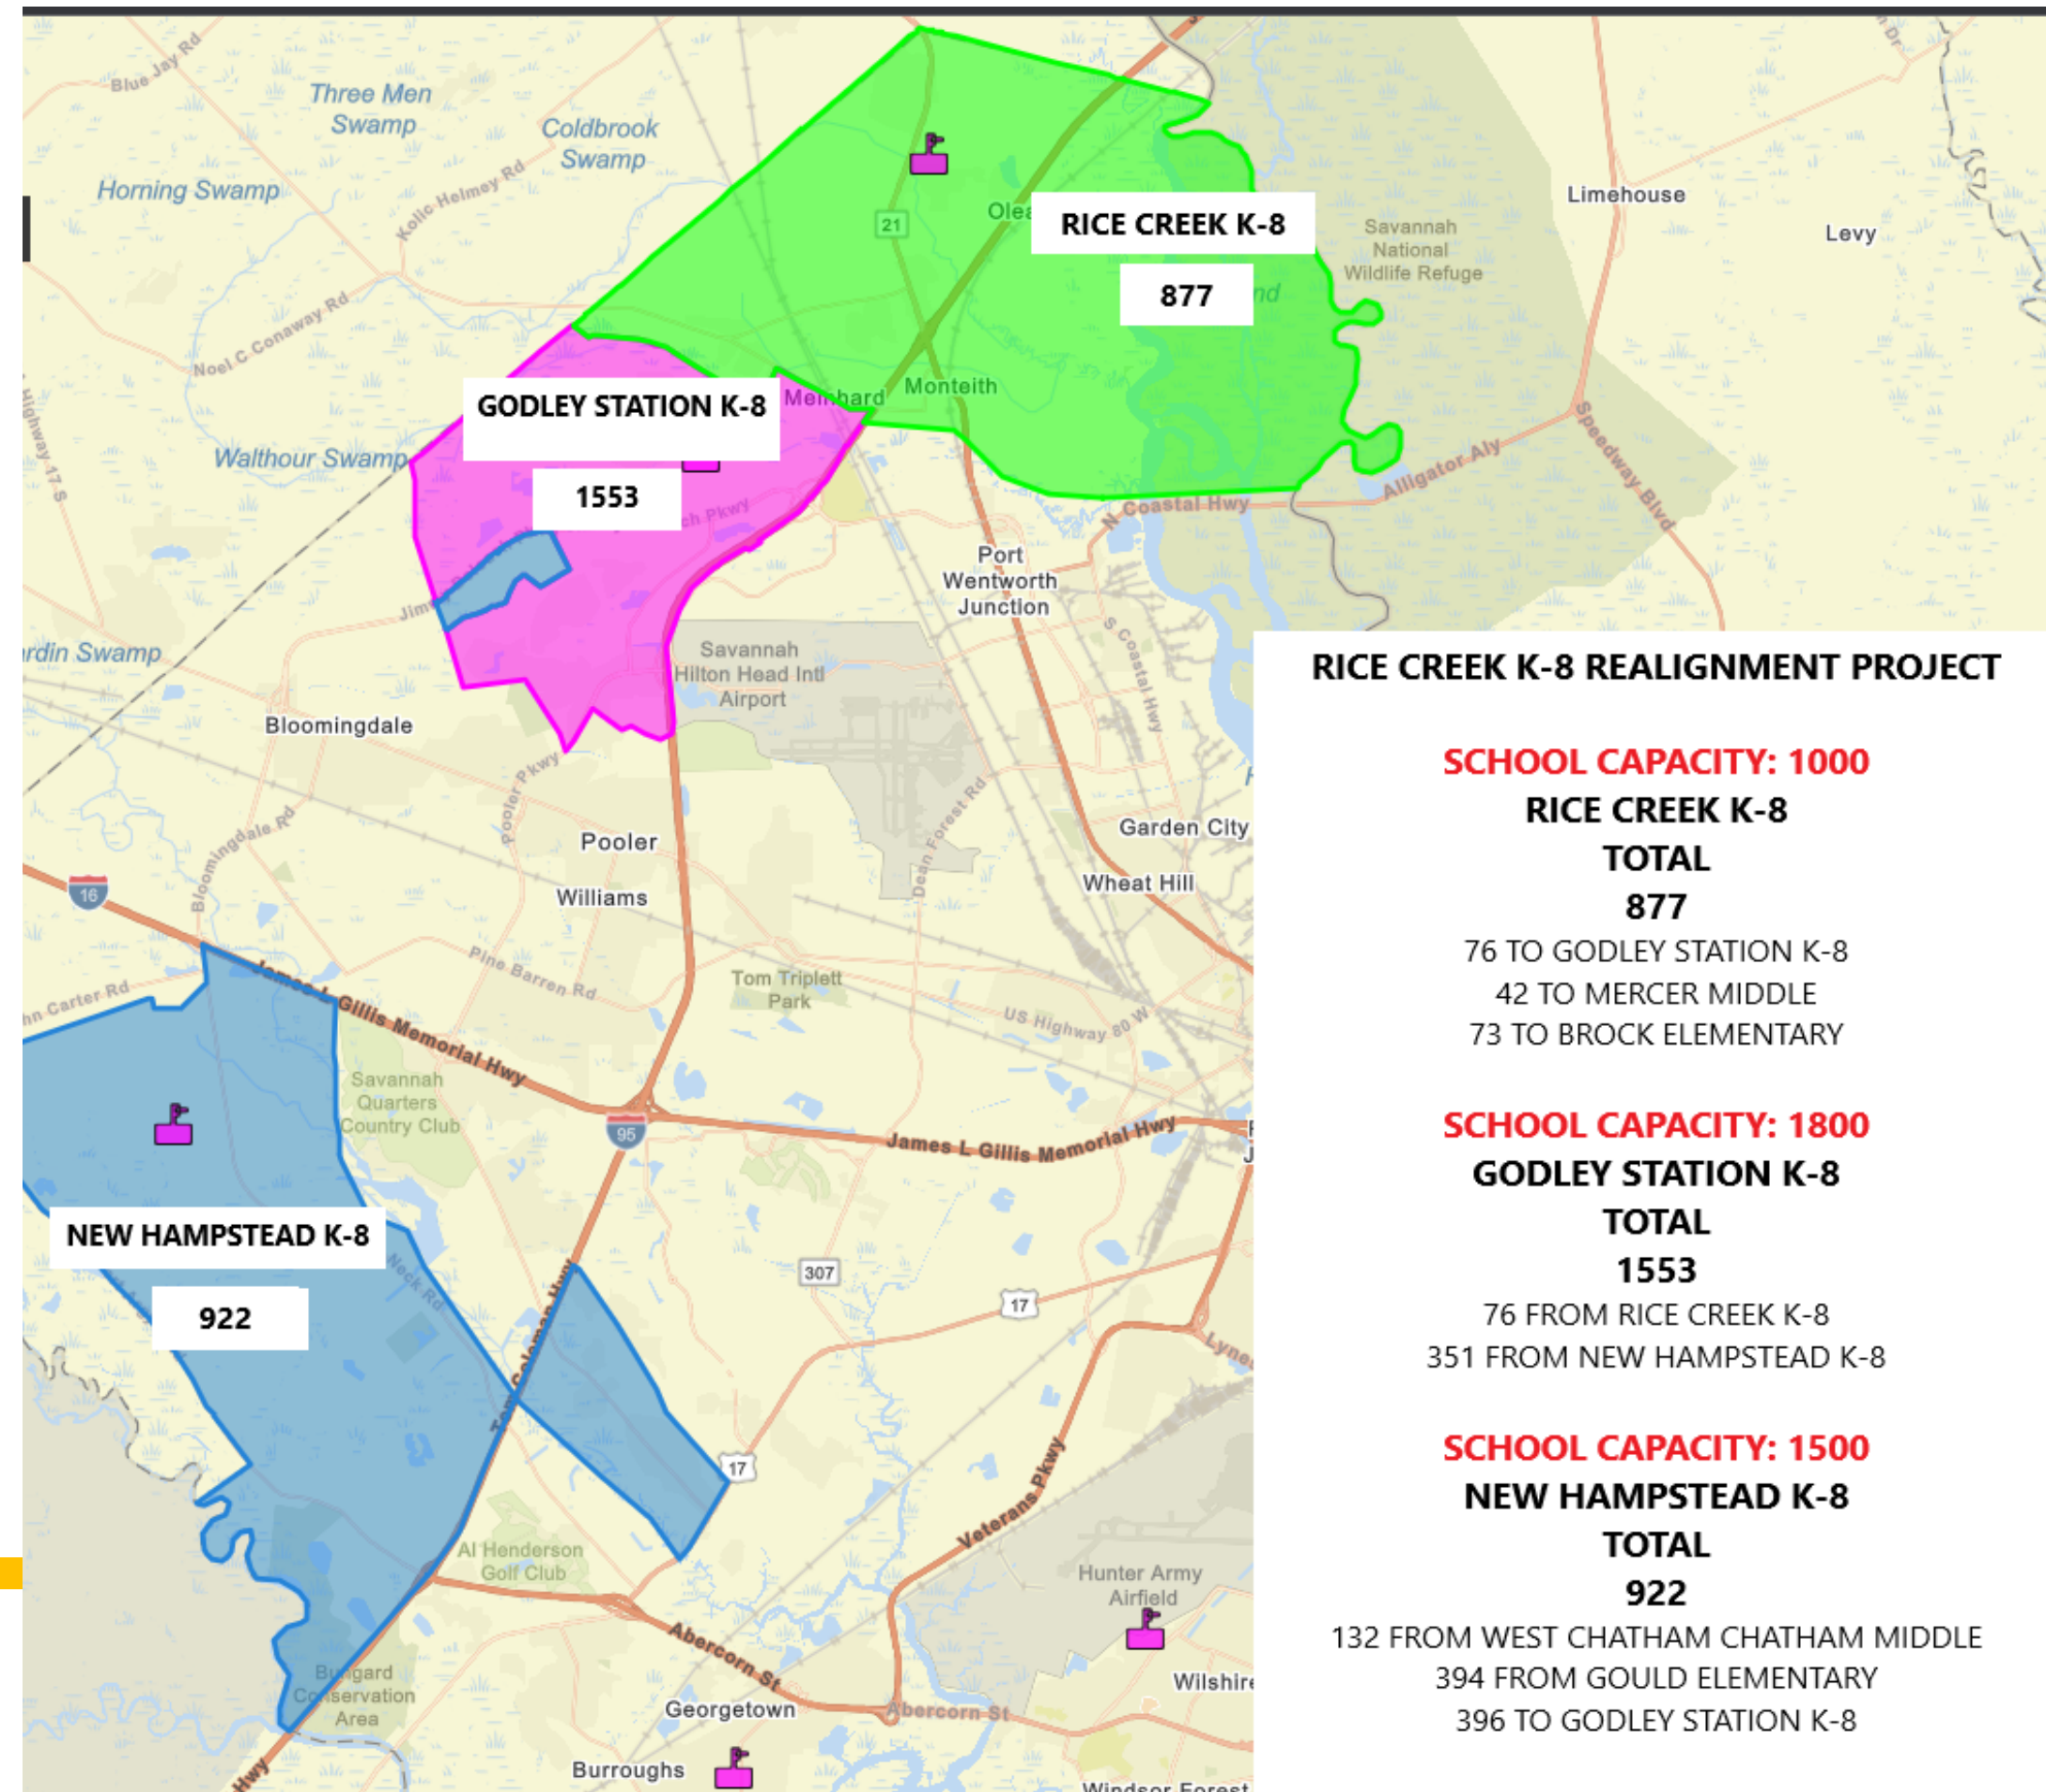 Blue Jay Rd
Three Men
Swamp
Coldbrook
Swamp
Horning Swamp
Kolic Helmey Rd
Limehouse
Levy
21
RICE CREEK K-8
877
Savannah
National
Wildlife Refuge
Noel C Conaway Rd
Highway 17 S
GODLEY STATION K-8
1553
Meinhard
Monteith
Walthour Swamp
Alligator Aly
Speedway Blvd
N Coastal Hwy
Port
Wentworth
Junction
S Coastal Hwy
Savannah
Hilton Head Intl
Airport
Bloomingdale
Pooler Pkwy
Bloomingdale Rd
Pooler
Williams
Dean Forest Rd
Garden City
Wheat Hill
16
Pine Barren Rd
Tom Triplett
Park
US Highway 80 W
James L Gillis Memorial Hwy
Savannah
Quarters
Country Club
95
James L Gillis Memorial Hwy
NEW HAMPSTEAD K-8
922
Neck Rd
307
17
17
Veterans Pkwy
Al Henderson
Golf Club
Hunter Army
Airfield
Abercorn St
Bungard
Conservation
Area
Georgetown
Abercorn St
Burroughs
Hwy
RICE CREEK K-8 REALIGNMENT PROJECT
SCHOOL CAPACITY: 1000
RICE CREEK K-8
TOTAL
877
76 TO GODLEY STATION K-8
42 TO MERCER MIDDLE
73 TO BROCK ELEMENTARY
SCHOOL CAPACITY: 1800
GODLEY STATION K-8
TOTAL
1553
76 FROM RICE CREEK K-8
351 FROM NEW HAMPSTEAD K-8
SCHOOL CAPACITY: 1500
NEW HAMPSTEAD K-8
TOTAL
922
132 FROM WEST CHATHAM CHATHAM MIDDLE
394 FROM GOULD ELEMENTARY
396 TO GODLEY STATION K-8